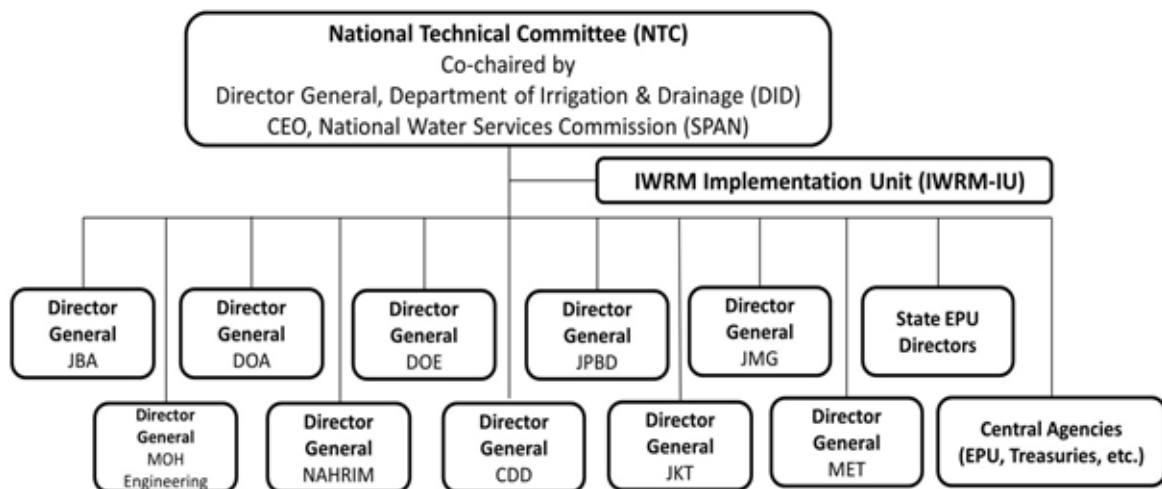 National Technical Committee (NTC)
Co-chaired by
Director General, Department of Irrigation & Drainage (DID)
CEO, National Water Services Commission (SPAN)
IWRM Implementation Unit (IWRM-IU)
Director
General
JBA
Director
General
DOA
Director
General
DOE
Director
General
JPBD
Director
General
JMG
State EPU
Directors
Director
General
MOH
Engineering
Director
General
NAHRIM
Director
General
CDD
Director
General
JKT
Director
General
MET
Central Agencies
(EPU, Treasuries, etc.)